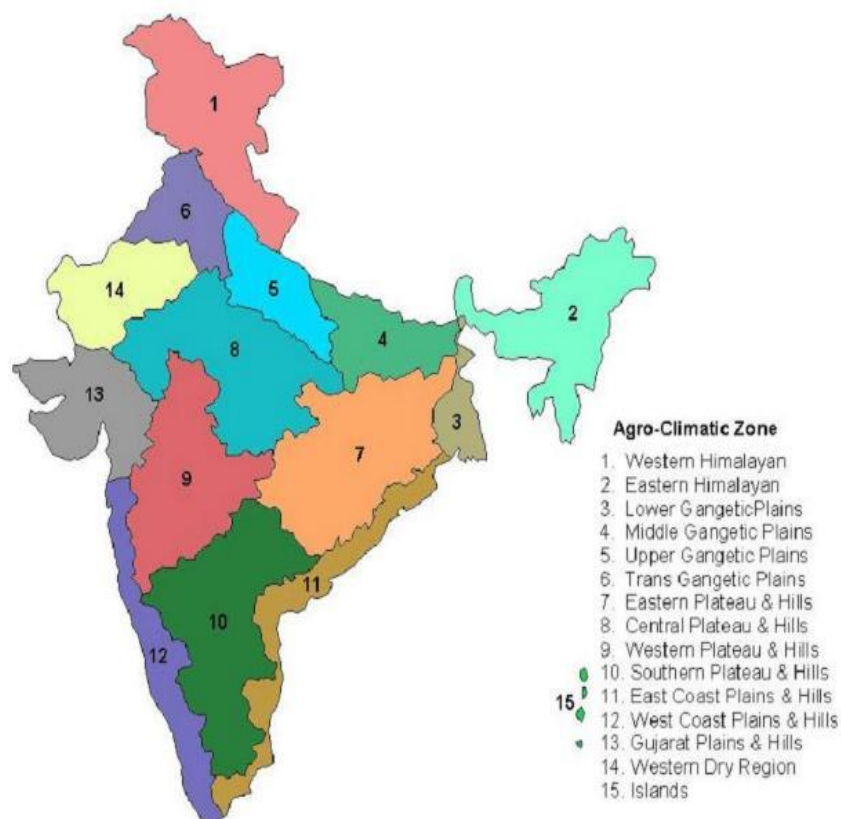 1
6
14
5
2
4
8
13
3
7
9
11
10
12
15
Agro-Climatic Zone
1. Western Himalayan
2. Eastern Himalayan
3. Lower GangeticPlains
4. Middle Gangetic Plains
5. Upper Gangetic Plains
6. Trans Gangetic Plains
7. Eastern Plateau & Hills
8. Central Plateau & Hills
9. Western Plateau & Hills
10. Southern Plateau & Hills
11. East Coast Plains & Hills
12. West Coast Plains & Hills
13. Gujarat Plains & Hills
14. Western Dry Region
15. Islands